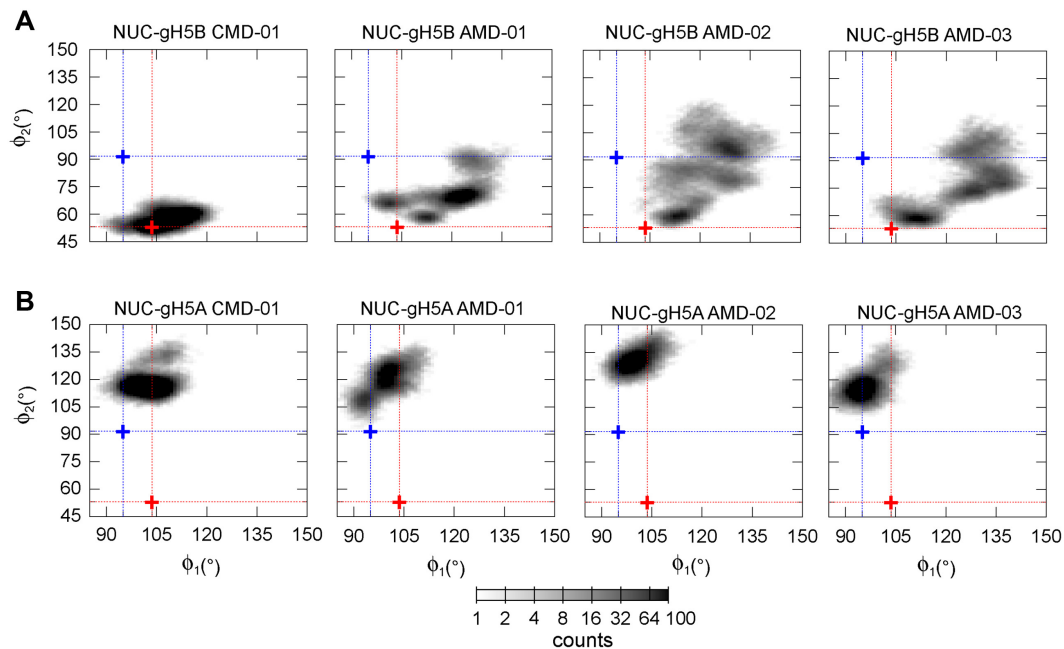 A
NUC-gH5B CMD-01 NUC-gH5B AMD-01 NUC-gH5B AMD-02 NUC-gH5B AMD-03
150
135
120
105
90
75
60
45
ϕ2(°)
B
NUC-gH5A CMD-01 NUC-gH5A AMD-01 NUC-gH5A AMD-02 NUC-gH5A AMD-03
150
135
120
105
90
75
60
45
ϕ2(°)
90 105 120 135 150 90 105 120 135 150 90 105 120 135 150 90 105 120 135 150
ϕ1(°) ϕ1(°) ϕ1(°) ϕ1(°)
1 2 4 8 16 32 64 100
counts